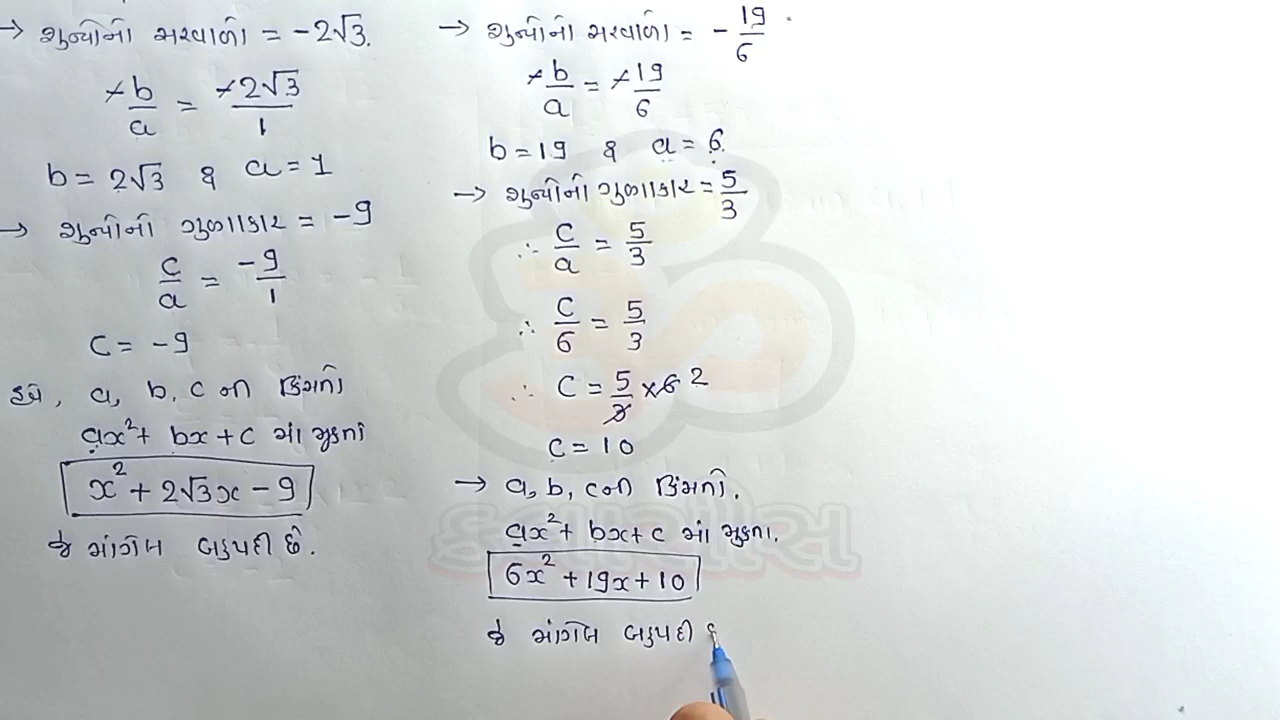 → શૂન્યોનો સરવાળો = -2√3.
-b/a = -2√3/1
b = 2√3 & a = 1
→ શૂન્યોનો ગુણાકાર = -9
c/a = -9/1
c = -9
હવે, a, b, c ની કિંમતો
ax² + bx + c માં મુકતાં
x² + 2√3x - 9
જે માંગેલ બહુપદી છે.
→ શૂન્યોનો સરવાળો = -19/6
-b/a = -19/6
b = 19 & a = 6
→ શૂન્યોનો ગુણાકાર = 5/3
∴ c/a = 5/3
∴ c/6 = 5/3
∴ c = 5/3 × 6 2
c = 10
→ a, b, c ની કિંમતો.
ax² + bx + c માં મુકતા.
6x² + 19x + 10
જે માંગેલ બહુપદી